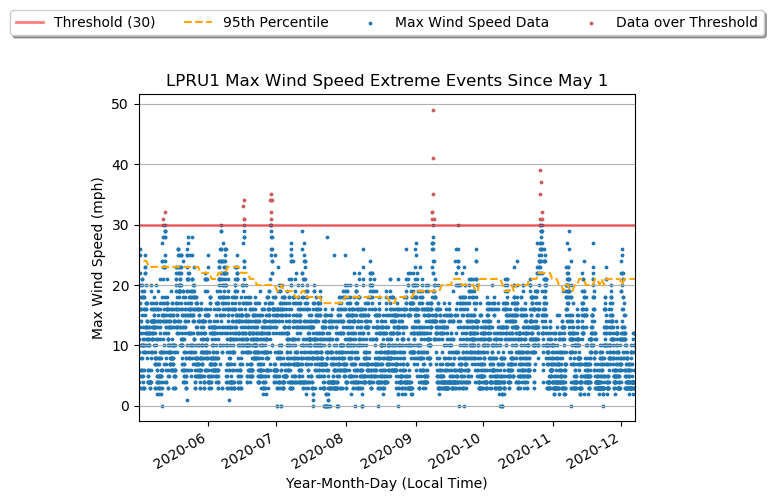 Threshold (30) 95th Percentile Max Wind Speed Data Data over Threshold
LPRU1 Max Wind Speed Extreme Events Since May 1
50
40
30
20
10
0
Max Wind Speed (mph)
2020-06 2020-07 2020-08 2020-09 2020-10 2020-11 2020-12
Year-Month-Day (Local Time)